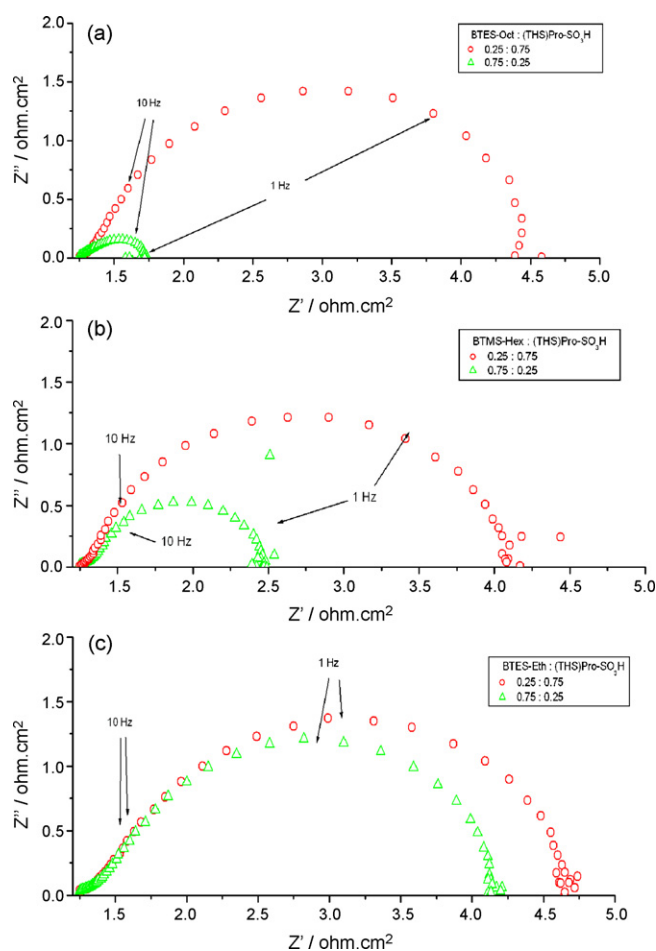 (a)
BTES-Oct : (THS)Pro-SO₃H
0.25 : 0.75
0.75 : 0.25
10 Hz
1 Hz
Z'' / ohm.cm²
2.0
1.5
1.0
0.5
0.0
1.5 2.0 2.5 3.0 3.5 4.0 4.5 5.0
Z' / ohm.cm²
(b)
BTMS-Hex : (THS)Pro-SO₃H
0.25 : 0.75
0.75 : 0.25
10 Hz
10 Hz
1 Hz
Z'' / ohm.cm²
2.0
1.5
1.0
0.5
0.0
1.5 2.0 2.5 3.0 3.5 4.0 4.5 5.0
Z' / ohm.cm²
(c)
BTES-Eth : (THS)Pro-SO₃H
0.25 : 0.75
0.75 : 0.25
1 Hz
10 Hz
Z'' / ohm.cm²
2.0
1.5
1.0
0.5
0.0
1.5 2.0 2.5 3.0 3.5 4.0 4.5 5.0
Z' / ohm.cm²